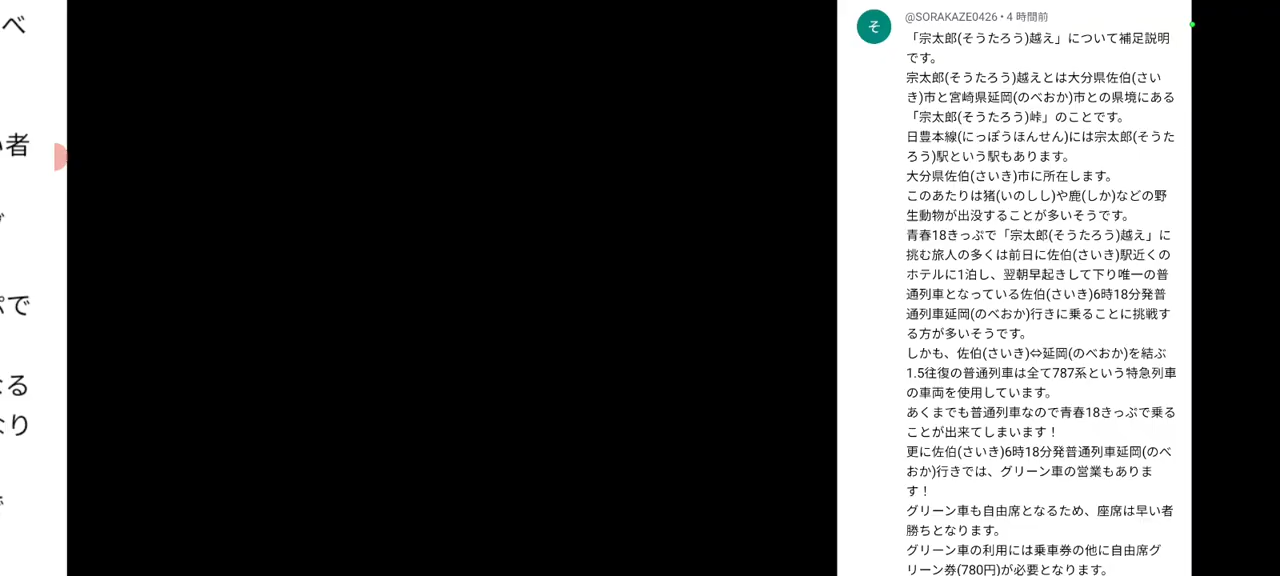 べ
い者
パで
なる
なり
そ
@SORAKAZE0426 • 4 時間前
「宗太郎(そうたろう)越え」について補足説明
です。
宗太郎(そうたろう)越えとは大分県佐伯(さい
き)市と宮崎県延岡(のべおか)市との県境にある
「宗太郎(そうたろう)峠」のことです。
日豊本線(にっぽうほんせん)には宗太郎(そうた
ろう)駅という駅もあります。
大分県佐伯(さいき)市に所在します。
このあたりは猪(いのしし)や鹿(しか)などの野
生動物が出没することが多いそうです。
青春18きっぷで「宗太郎(そうたろう)越え」に
挑む旅人の多くは前日に佐伯(さいき)駅近くの
ホテルに1泊し、翌朝早起きして下り唯一の普
通列車となっている佐伯(さいき)6時18分発普
通列車延岡(のべおか)行きに乗ることに挑戦す
る方が多いそうです。
しかも、佐伯(さいき)⇔延岡(のべおか)を結ぶ
1.5往復の普通列車は全て787系という特急列車
の車両を使用しています。
あくまでも普通列車なので青春18きっぷで乗る
ことが出来てしまいます！
更に佐伯(さいき)6時18分発普通列車延岡(のべ
おか)行きでは、グリーン車の営業もありま
す！
グリーン車も自由席となるため、座席は早い者
勝ちとなります。
グリーン車の利用には乗車券の他に自由席グ
リーン券(780円)が必要となります。